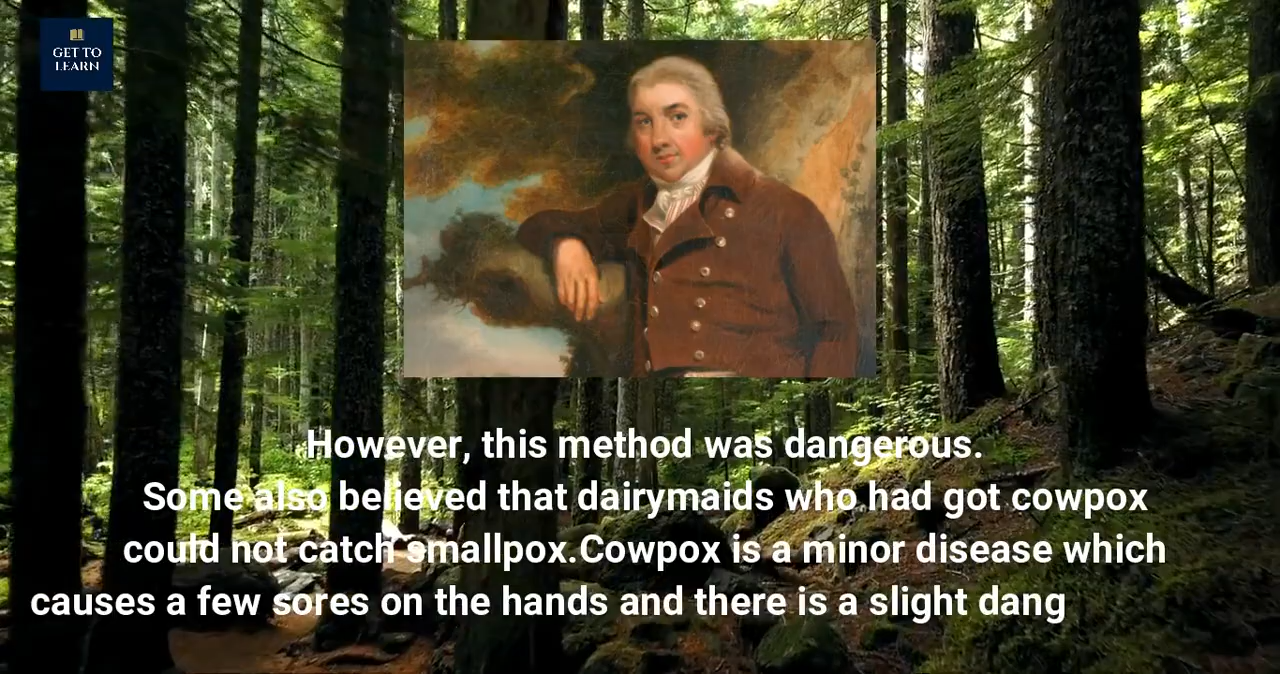 GET TO
LEARN
However, this method was dangerous.
Some also believed that dairymaids who had got cowpox
could not catch smallpox.Cowpox is a minor disease which
causes a few sores on the hands and there is a slight dang